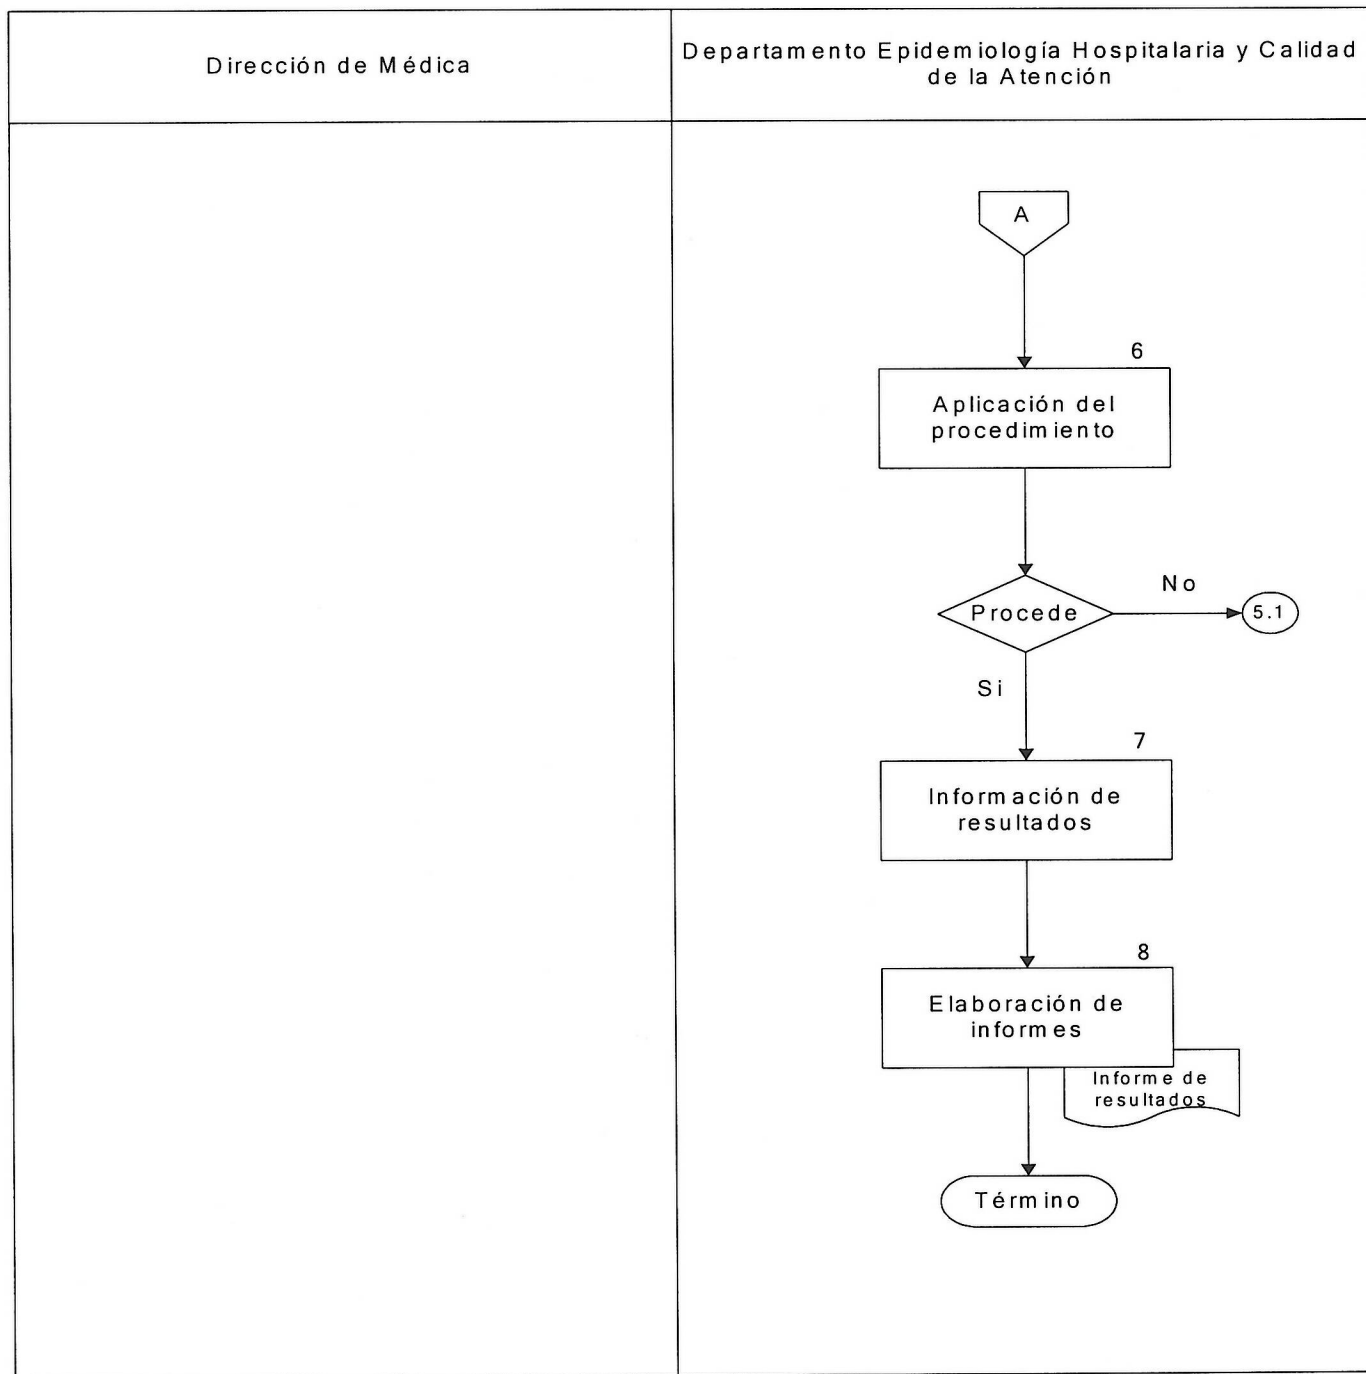 Dirección de Médica
Departamento Epidemiología Hospitalaria y Calidad
de la Atención
A
6
Aplicación del
procedimiento
Procede
No
5.1
Si
7
Información de
resultados
8
Elaboración de
informes
Informe de
resultados
Término